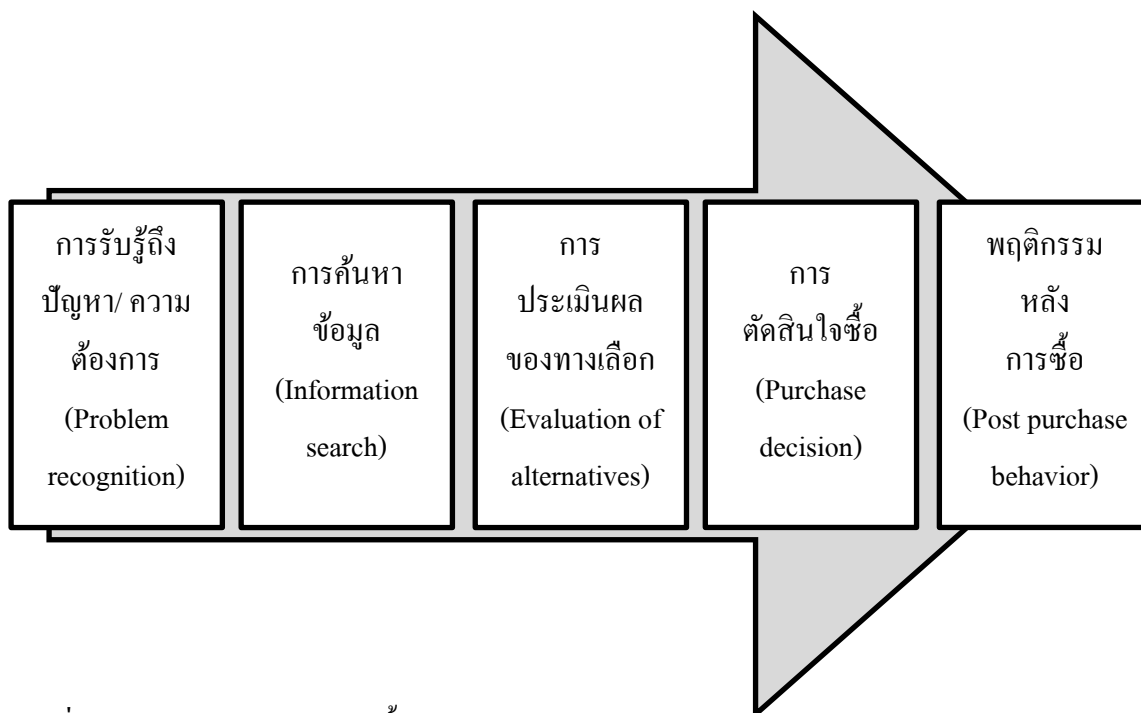 การรับรู้ถึง
ปัญหา/ ความ
ต้องการ
(Problem
recognition)
การค้นหา
ข้อมูล
(Information
search)
การ
ประเมินผล
ของทางเลือก
(Evaluation of
alternatives)
การ
ตัดสินใจซื้อ
(Purchase
decision)
พฤติกรรม
หลัง
การซื้อ
(Post purchase
behavior)